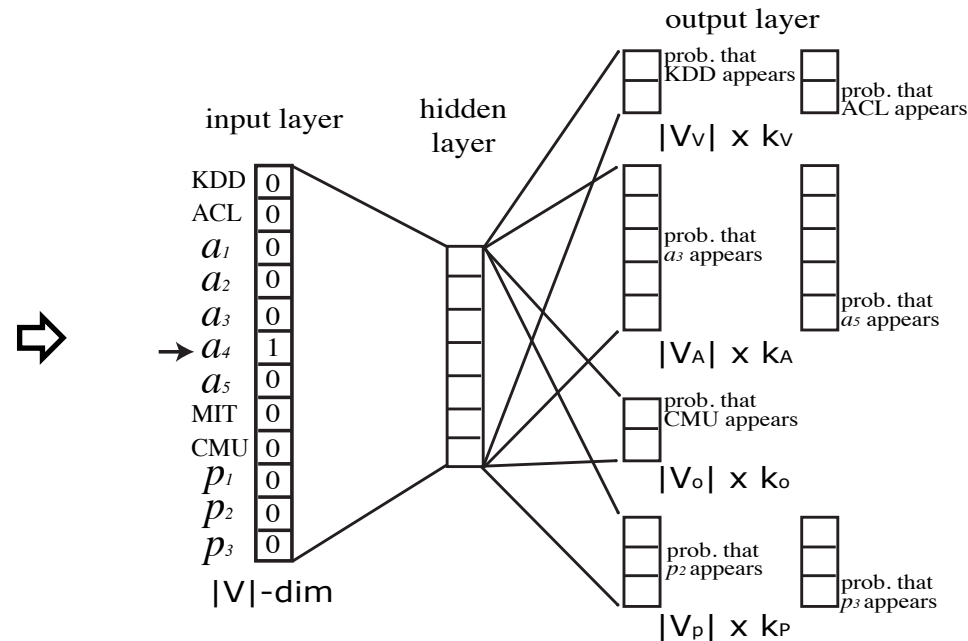 input layer
KDD 0
ACL 0
a1 0
a2 0
a3 0
a4 1
a5 0
MIT 0
CMU 0
p1 0
p2 0
p3 0
|V|-dim
hidden
layer
output layer
prob. that
KDD appears
prob. that
ACL appears
|VV| x kV
prob. that
a3 appears
prob. that
a5 appears
|VA| x kA
prob. that
CMU appears
|Vo| x ko
prob. that
p2 appears
prob. that
p3 appears
|Vp| x kP